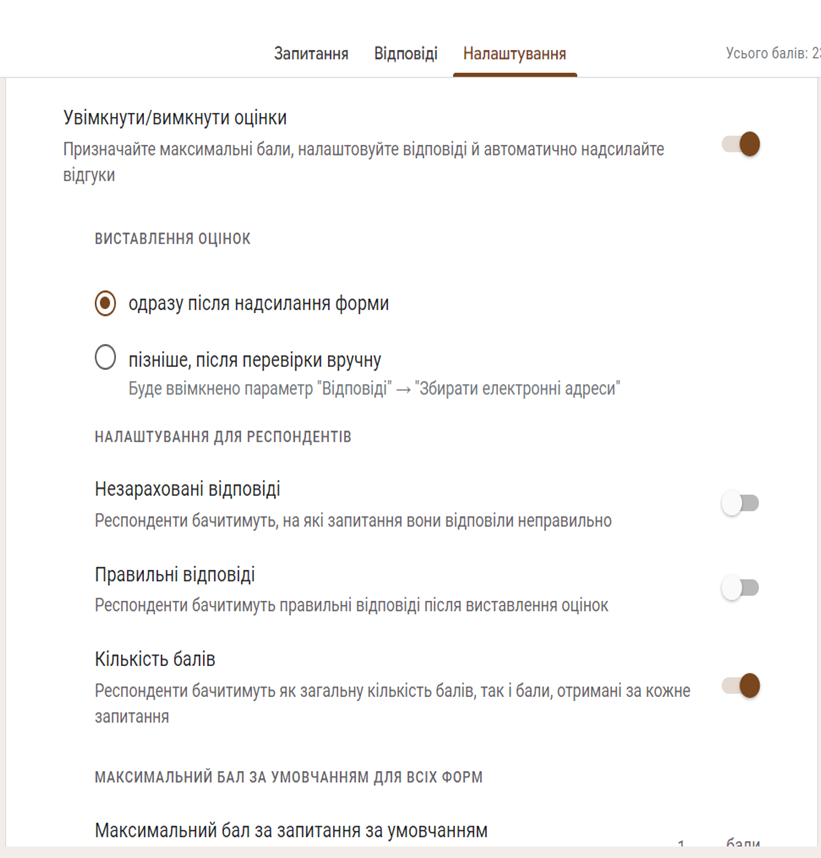 Запитання Відповіді Налаштування Усього балів:
Увімкнути/вимкнути оцінки
Призначайте максимальні бали, налаштовуйте відповіді й автоматично надсилайте
відгуки
ВИСТАВЛЕННЯ ОЦІНОК
одразу після надсилання форми
пізніше, після перевірки вручну
Буде ввімкнено параметр "Відповіді" → "Збирати електронні адреси"
НАЛАШТУВАННЯ ДЛЯ РЕСПОНДЕНТІВ
Незараховані відповіді
Респонденти бачитимуть, на які запитання вони відповіли неправильно
Правильні відповіді
Респонденти бачитимуть правильні відповіді після виставлення оцінок
Кількість балів
Респонденти бачитимуть як загальну кількість балів, так і бали, отримані за кожне
запитання
МАКСИМАЛЬНИЙ БАЛ ЗА УМОВЧАННЯМ ДЛЯ ВСІХ ФОРМ
Максимальний бал за запитання за умовчанням
1 бали